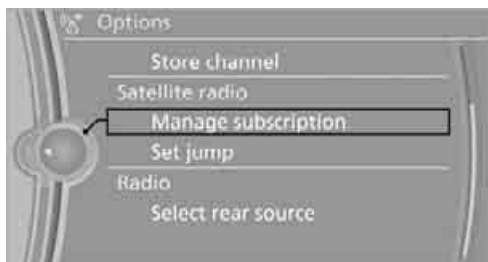 Options
Store channel
Satellite radio
Manage subscription
Set jump
Radio
Select rear source